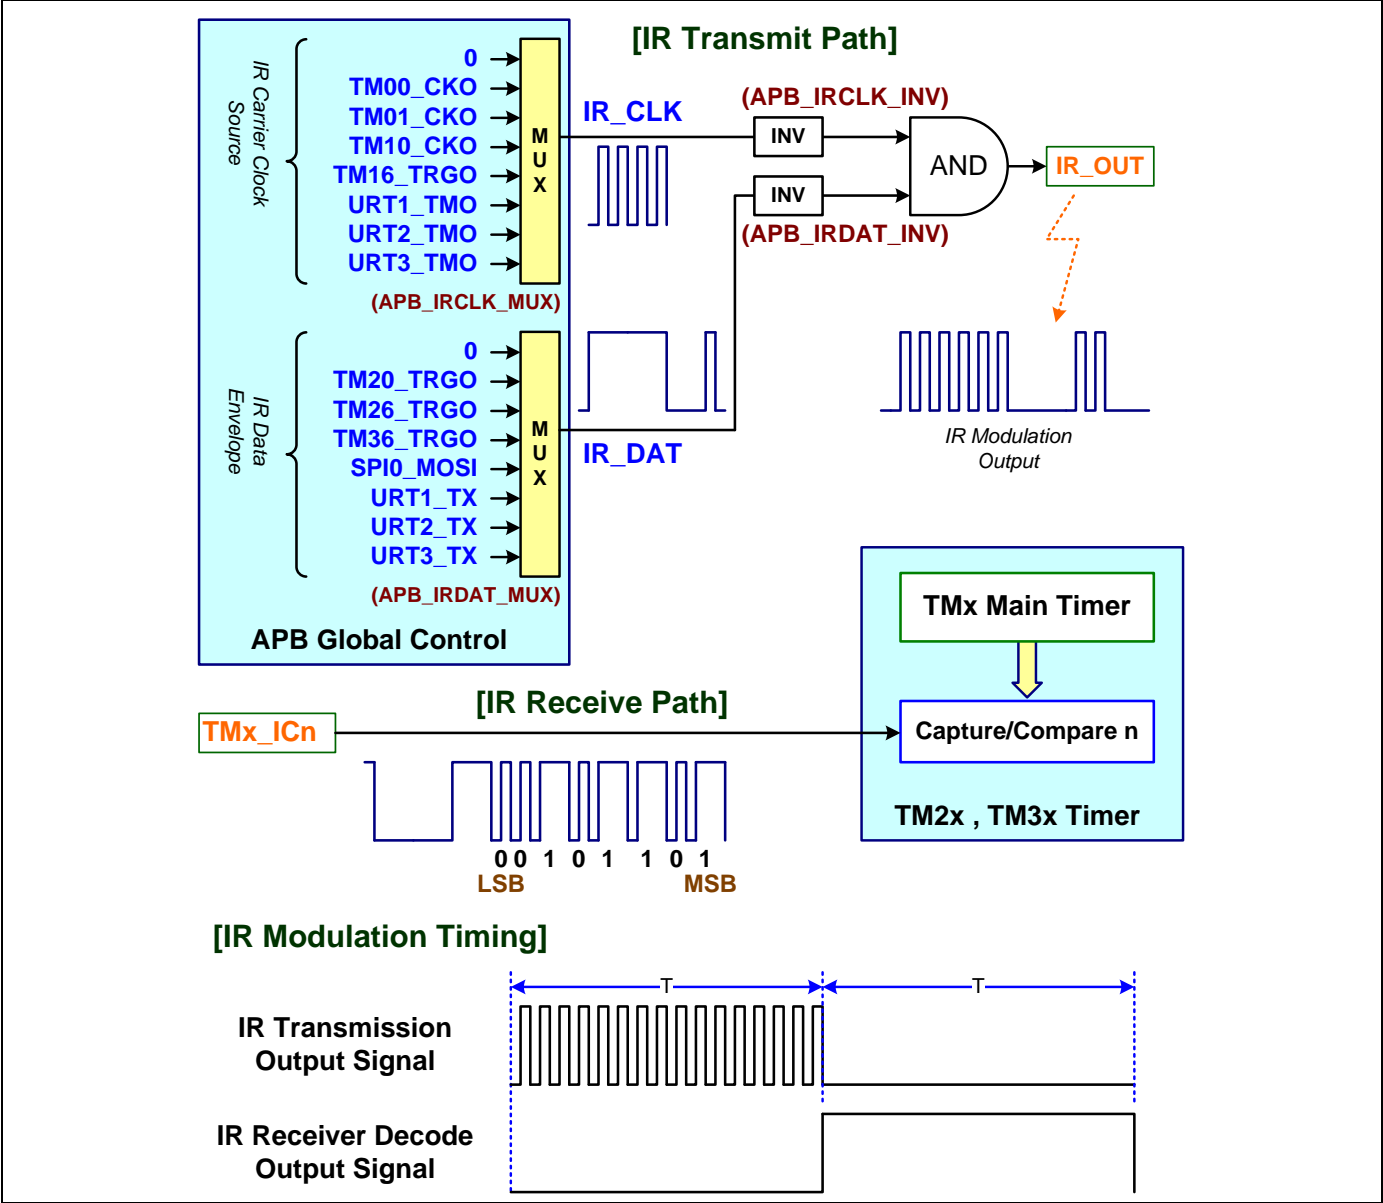 [IR Transmit Path]
IR Carrier Clock
Source
0
TM00_CKO
TM01_CKO
TM10_CKO
TM16_TRGO
URT1_TMO
URT2_TMO
URT3_TMO
MUX
(APB_IRCLK_MUX)
IR_CLK
(APB_IRCLK_INV)
INV
INV
(APB_IRDAT_INV)
AND
IR_OUT
IR Data
Envelope
0
TM20_TRGO
TM26_TRGO
TM36_TRGO
SPI0_MOSI
URT1_TX
URT2_TX
URT3_TX
MUX
(APB_IRDAT_MUX)
IR_DAT
IR Modulation
Output
APB Global Control
TMx Main Timer
Capture/Compare n
TM2x , TM3x Timer
[IR Receive Path]
TMx_ICn
0 0 1 0 1 1 0 1
LSB MSB
[IR Modulation Timing]
T T
IR Transmission
Output Signal
IR Receiver Decode
Output Signal